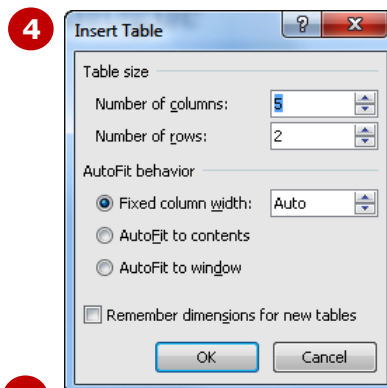 4
Insert Table
Table size
Number of columns: 5
Number of rows: 2
AutoFit behavior
Fixed column width: Auto
AutoFit to contents
AutoFit to window
Remember dimensions for new tables
OK Cancel